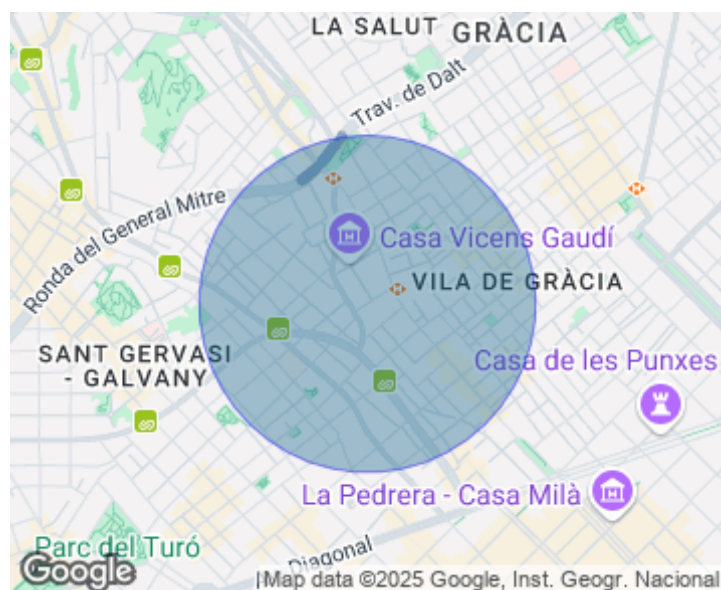 LA SALUT
GRÀCIA
Trav. de Dalt
Ronda del General Mitre
Casa Vicens Gaudí
VILA DE GRÀCIA
SANT GERVASI
- GALVANY
Casa de les Punxes
La Pedrera - Casa Milà
Parc del Turó
Diagonal
Google
Map data ©2025 Google, Inst. Geogr. Nacional